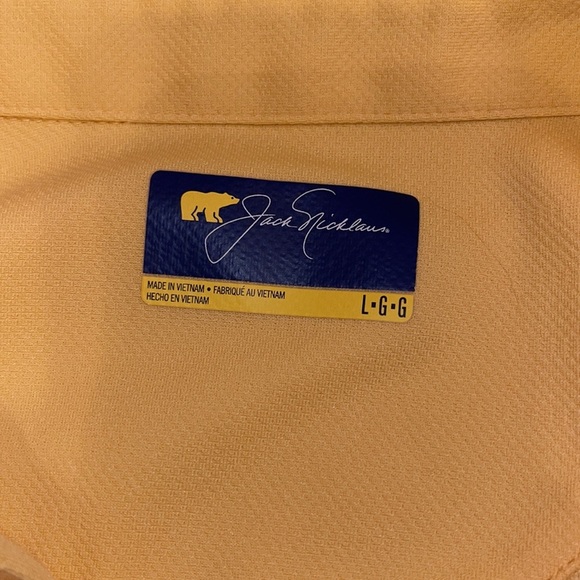 Jack Nicklaus®
MADE IN VIETNAM • FABRIQUÉ AU VIETNAM
HECHO EN VIETNAM
L▪G▪G